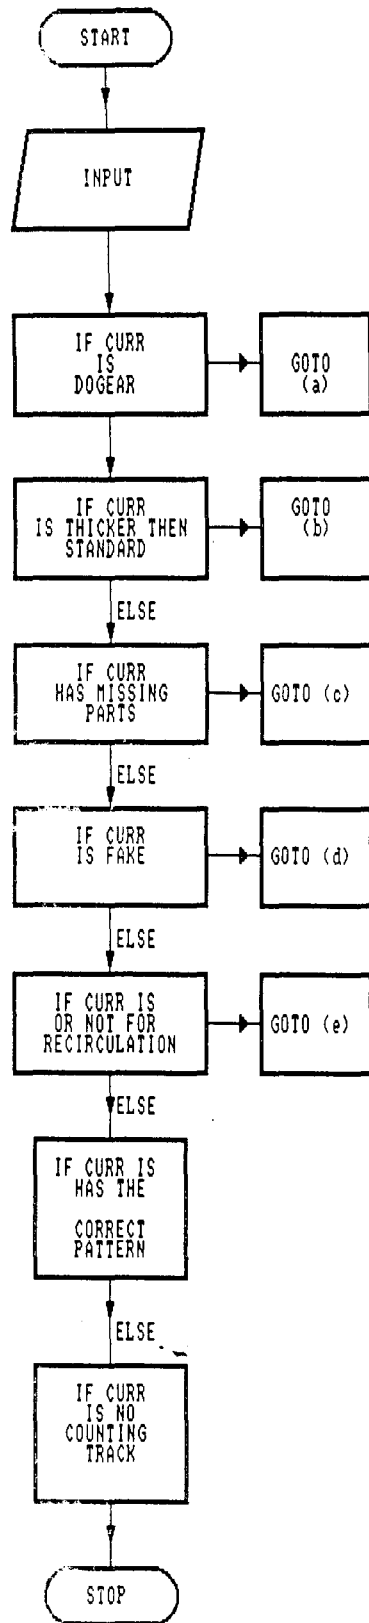 START
INPUT
IF CURR
IS
DOGEAR
GOTO
(a)
IF CURR
IS THICKER THEN
STANDARD
GOTO
(b)
ELSE
IF CURR
HAS MISSING
PARTS
GOTO (c)
ELSE
IF CURR
IS FAKE
GOTO (d)
ELSE
IF CURR IS
OR NOT FOR
RECIRCULATION
GOTO (e)
ELSE
IF CURR IS
HAS THE
CORRECT
PATTERN
ELSE
IF CURR
IS NO
COUNTING
TRACK
STOP